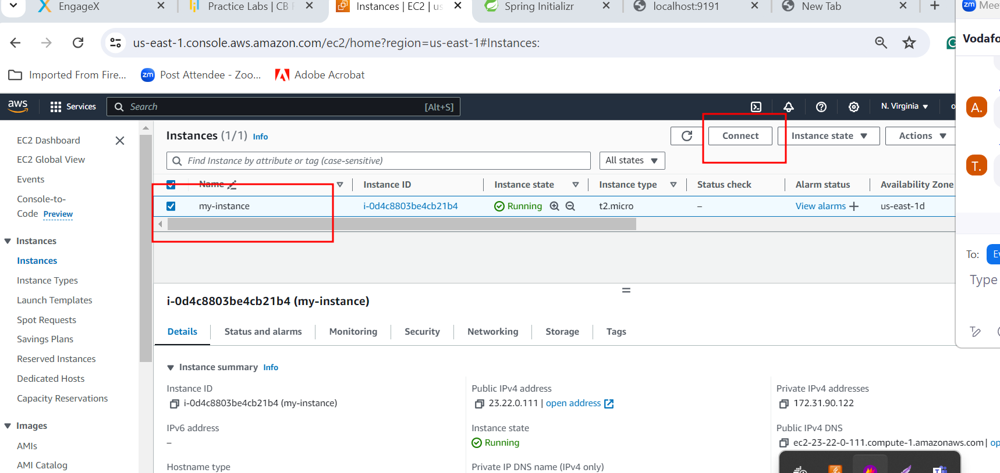 EngageX
Practice Labs | CB
Instances | EC2 | us
Spring Initializr
localhost:9191
New Tab
zm
us-east-1.console.aws.amazon.com/ec2/home?region=us-east-1#Instances:
Vodafo
Imported From Fire...
zm Post Attendee - Zoo...
Adobe Acrobat
aws
Services
Search
[Alt+S]
N. Virginia
A.
EC2 Dashboard
EC2 Global View
Events
Console-to-
Code Preview
Instances
Instances
Instance Types
Launch Templates
Spot Requests
Savings Plans
Reserved Instances
Dedicated Hosts
Capacity Reservations
Images
AMIs
AMI Catalog
Instances (1/1) Info
Connect
Instance state
Actions
Find Instance by attribute or tag (case-sensitive)
All states
T.
Name
Instance ID
Instance state
Instance type
Status check
Alarm status
Availability Zone
my-instance
i-0d4c8803be4cb21b4
Running
t2.micro
–
View alarms +
us-east-1d
To:
Type
i-0d4c8803be4cb21b4 (my-instance)
Details
Status and alarms
Monitoring
Security
Networking
Storage
Tags
Instance summary Info
Instance ID
i-0d4c8803be4cb21b4 (my-instance)
Public IPv4 address
23.22.0.111 | open address
Private IPv4 addresses
172.31.90.122
IPv6 address
–
Instance state
Running
Public IPv4 DNS
ec2-23-22-0-111.compute-1.amazonaws.com | op
Hostname type
Private IP DNS name (IPv4 only)